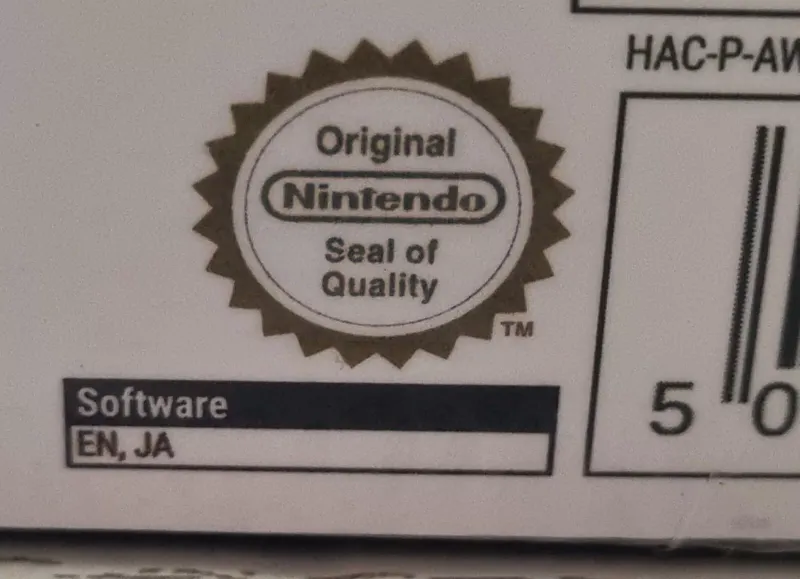 HAC-P-AW
Original
Nintendo
Seal of
Quality
TM
Software
EN, JA
5 0